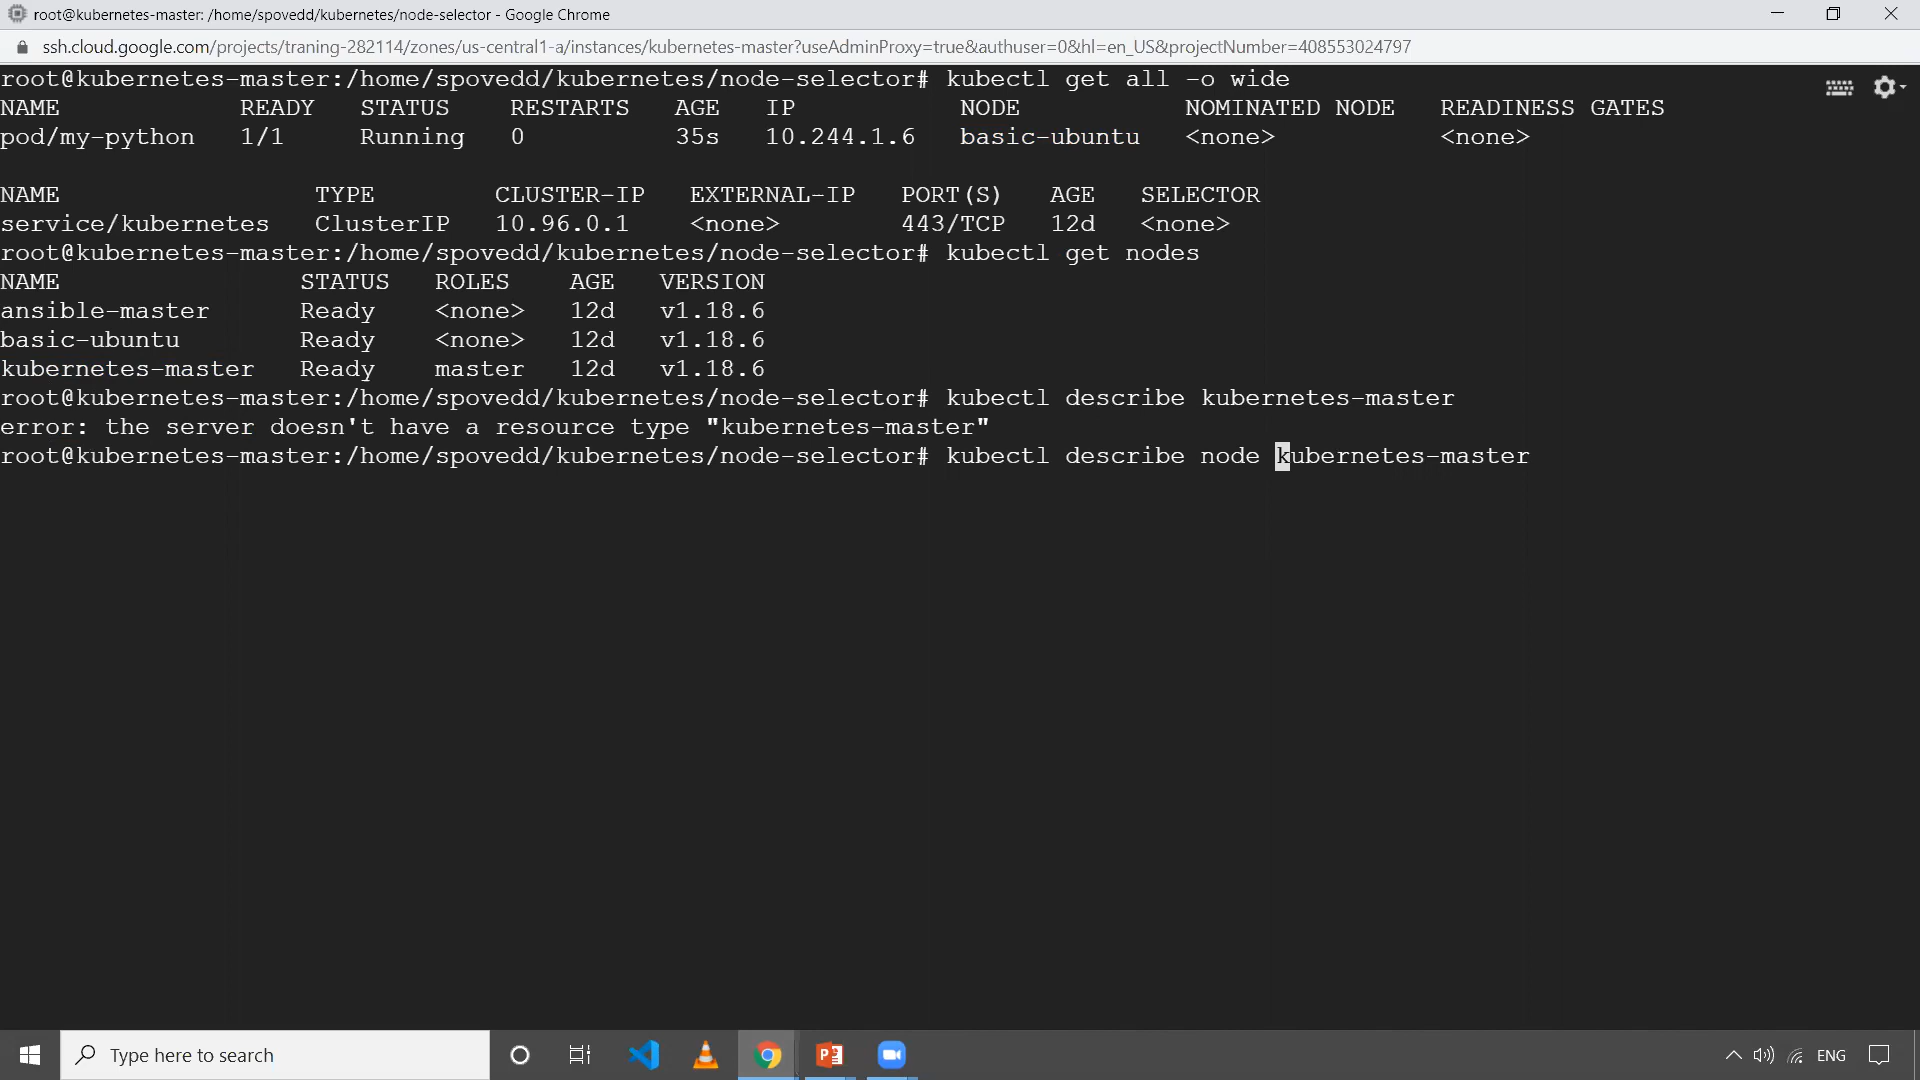 root@kubernetes-master: /home/spovedd/kubernetes/node-selector - Google Chrome
ssh.cloud.google.com/projects/traning-282114/zones/us-central1-a/instances/kubernetes-master?useAdminProxy=true&authuser=0&hl=en_US&projectNumber=408553024797
root@kubernetes-master:/home/spovedd/kubernetes/node-selector# kubectl get all -o wide
NAME            READY   STATUS    RESTARTS   AGE   IP            NODE           NOMINATED NODE   READINESS GATES
pod/my-python   1/1     Running   0          35s   10.244.1.6   basic-ubuntu   <none>           <none>
NAME                 TYPE        CLUSTER-IP   EXTERNAL-IP   PORT(S)   AGE   SELECTOR
service/kubernetes   ClusterIP   10.96.0.1    <none>        443/TCP   12d   <none>
root@kubernetes-master:/home/spovedd/kubernetes/node-selector# kubectl get nodes
NAME                STATUS   ROLES    AGE   VERSION
ansible-master      Ready    <none>   12d   v1.18.6
basic-ubuntu        Ready    <none>   12d   v1.18.6
kubernetes-master   Ready    master   12d   v1.18.6
root@kubernetes-master:/home/spovedd/kubernetes/node-selector# kubectl describe kubernetes-master
error: the server doesn't have a resource type "kubernetes-master"
root@kubernetes-master:/home/spovedd/kubernetes/node-selector# kubectl describe node kubernetes-master
Type here to search
ENG